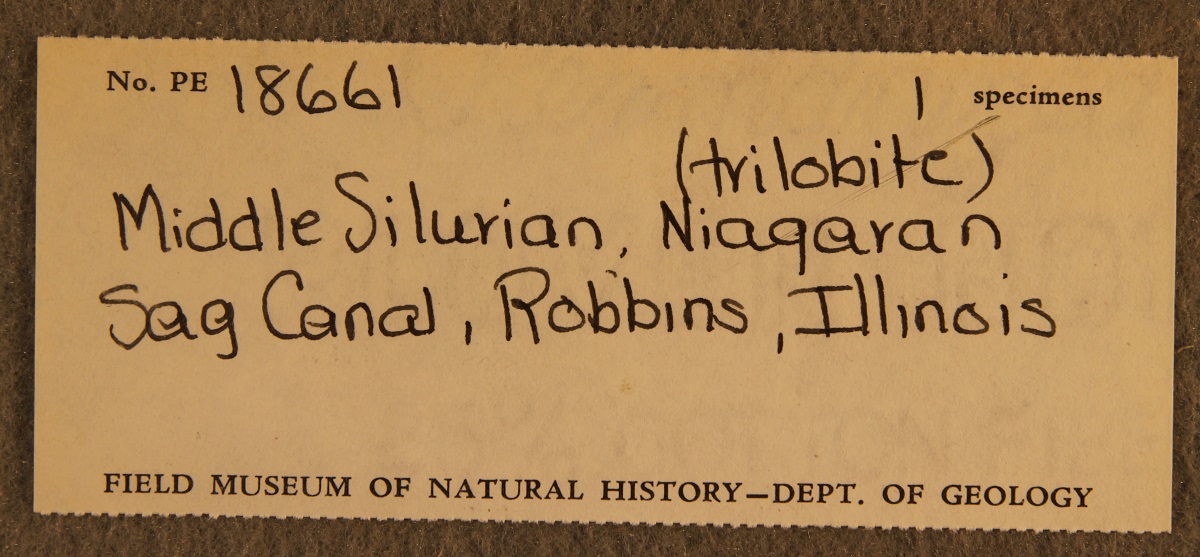 No. PE 18661 1 specimens
(trilobite)
Middle Silurian, Niagaran
Sag Canal, Robbins, Illinois
FIELD MUSEUM OF NATURAL HISTORY—DEPT. OF GEOLOGY